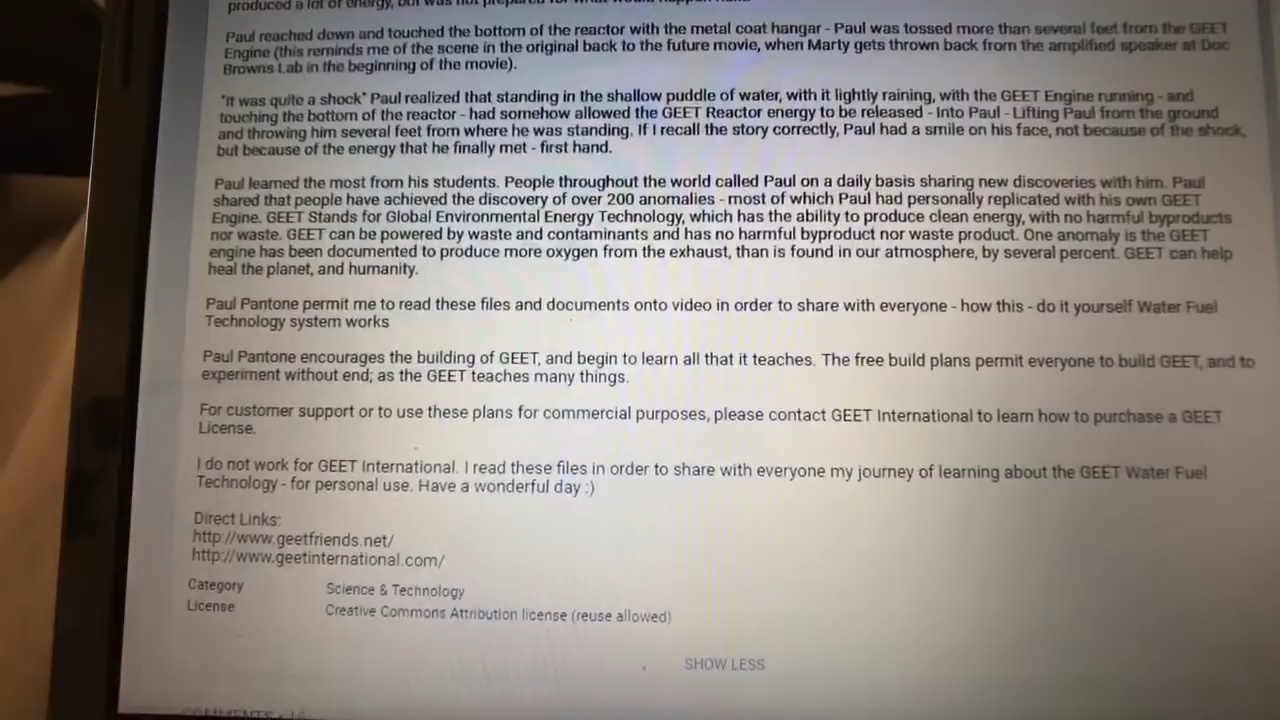 produced a lot of energy, but was not prepared for what would happen
Paul reached down and touched the bottom of the reactor with the metal coat hangar - Paul was tossed more than several feet from the GEET
Engine (this reminds me of the scene in the original back to the future movie, when Marty gets thrown back from the amplified speaker at Doc
Browns Lab in the beginning of the movie).
"It was quite a shock" Paul realized that standing in the shallow puddle of water, with it lightly raining, with the GEET Engine running - and
touching the bottom of the reactor - had somehow allowed the GEET Reactor energy to be released - Into Paul - Lifting Paul from the ground
and throwing him several feet from where he was standing. If I recall the story correctly, Paul had a smile on his face, not because of the shock,
but because of the energy that he finally met - first hand.
Paul learned the most from his students. People throughout the world called Paul on a daily basis sharing new discoveries with him. Paul
shared that people have achieved the discovery of over 200 anomalies - most of which Paul had personally replicated with his own GEET
Engine. GEET Stands for Global Environmental Energy Technology, which has the ability to produce clean energy, with no harmful byproducts
nor waste. GEET can be powered by waste and contaminants and has no harmful byproduct nor waste product. One anomaly is the GEET
engine has been documented to produce more oxygen from the exhaust, than is found in our atmosphere, by several percent. GEET can help
heal the planet, and humanity.
Paul Pantone permit me to read these files and documents onto video in order to share with everyone - how this - do it yourself Water Fuel
Technology system works
Paul Pantone encourages the building of GEET, and begin to learn all that it teaches. The free build plans permit everyone to build GEET, and to
experiment without end; as the GEET teaches many things.
For customer support or to use these plans for commercial purposes, please contact GEET International to learn how to purchase a GEET
License.
I do not work for GEET International. I read these files in order to share with everyone my journey of learning about the GEET Water Fuel
Technology - for personal use. Have a wonderful day :)
Direct Links:
http://www.geetfriends.net/
http://www.geetinternational.com/
Category Science & Technology
License Creative Commons Attribution license (reuse allowed)
SHOW LESS
COMMENTS